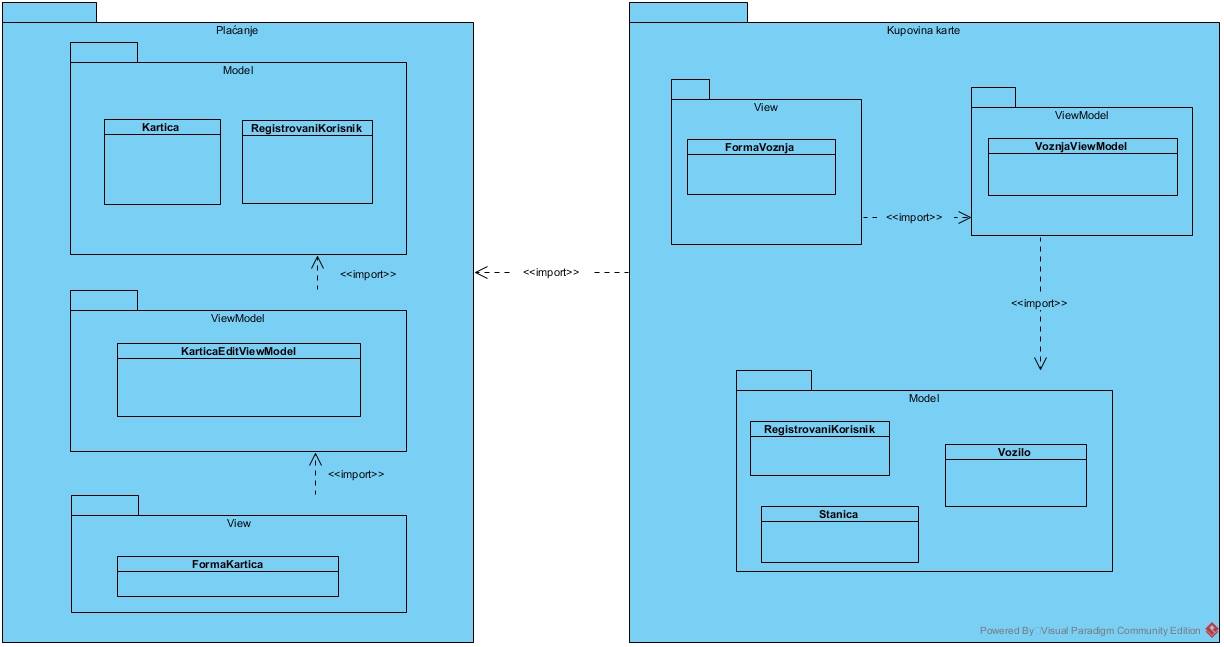 Plaćanje
Model
Kartica
RegistrovaniKorisnik
<<import>>
ViewModel
KarticaEditViewModel
<<import>>
View
FormaKartica
<<import>>
Kupovina karte
View
FormaVoznja
<<import>>
ViewModel
VoznjaViewModel
<<import>>
Model
RegistrovaniKorisnik
Vozilo
Stanica
Powered By Visual Paradigm Community Edition